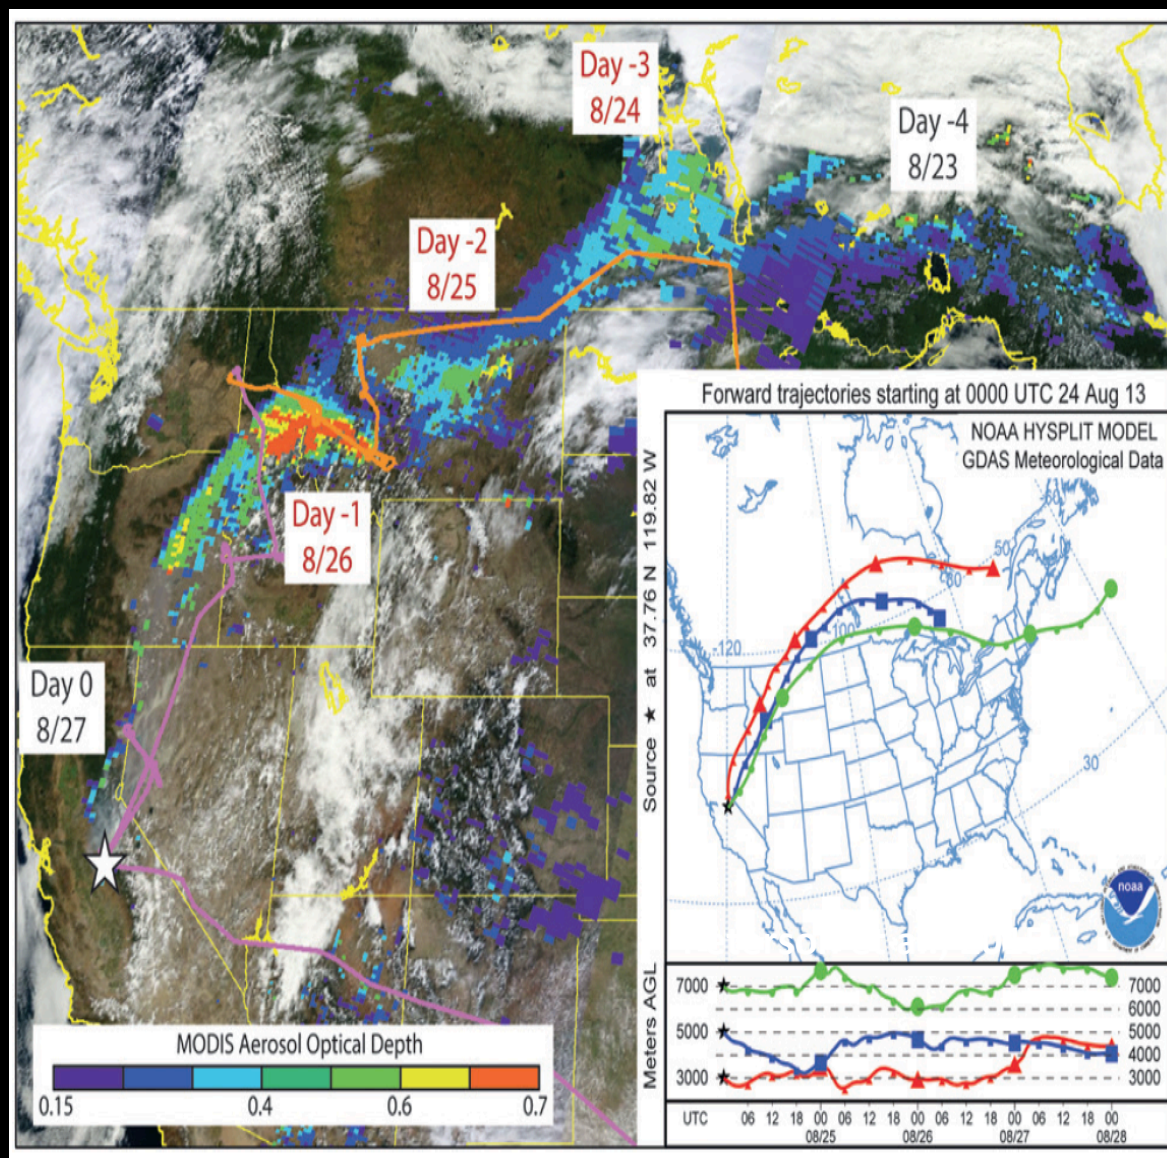 Day -3
8/24
Day -4
8/23
Day -2
8/25
Day -1
8/26
Day 0
8/27
MODIS Aerosol Optical Depth
0.15 0.4 0.6 0.7
Forward trajectories starting at 0000 UTC 24 Aug 13
NOAA HYSPLIT MODEL
GDAS Meteorological Data
Source ★ at 37.76 N 119.82 W
-120
-100
50
30
noaa
Meters AGL
7000 7000
6000
5000 5000
4000
3000 3000
UTC 06 12 18 00 06 12 18 00 06 12 18 00 06 12 18 00
08/25 08/26 08/27 08/28